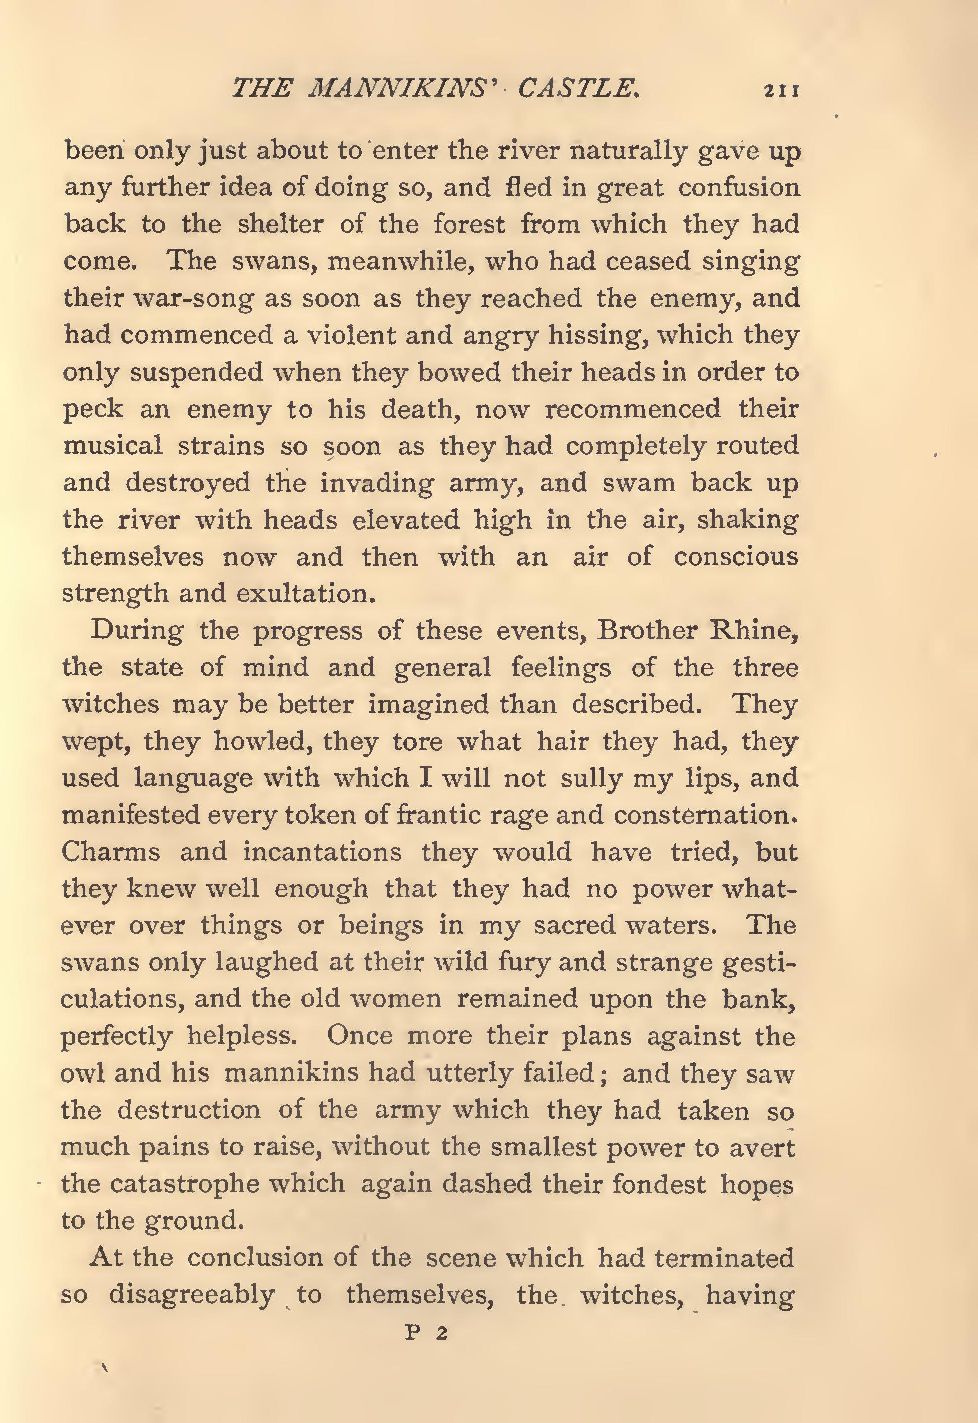 THE MANNIKINS' CASTLE. 211
been only just about to enter the river naturally gave up
any further idea of doing so, and fled in great confusion
back to the shelter of the forest from which they had
come. The swans, meanwhile, who had ceased singing
their war-song as soon as they reached the enemy, and
had commenced a violent and angry hissing, which they
only suspended when they bowed their heads in order to
peck an enemy to his death, now recommenced their
musical strains so soon as they had completely routed
and destroyed the invading army, and swam back up
the river with heads elevated high in the air, shaking
themselves now and then with an air of conscious
strength and exultation.
During the progress of these events, Brother Rhine,
the state of mind and general feelings of the three
witches may be better imagined than described. They
wept, they howled, they tore what hair they had, they
used language with which I will not sully my lips, and
manifested every token of frantic rage and consternation.
Charms and incantations they would have tried, but
they knew well enough that they had no power what-
ever over things or beings in my sacred waters. The
swans only laughed at their wild fury and strange gesti-
culations, and the old women remained upon the bank,
perfectly helpless. Once more their plans against the
owl and his mannikins had utterly failed; and they saw
the destruction of the army which they had taken so
much pains to raise, without the smallest power to avert
the catastrophe which again dashed their fondest hopes
to the ground.
At the conclusion of the scene which had terminated
so disagreeably to themselves, the witches, having
P 2